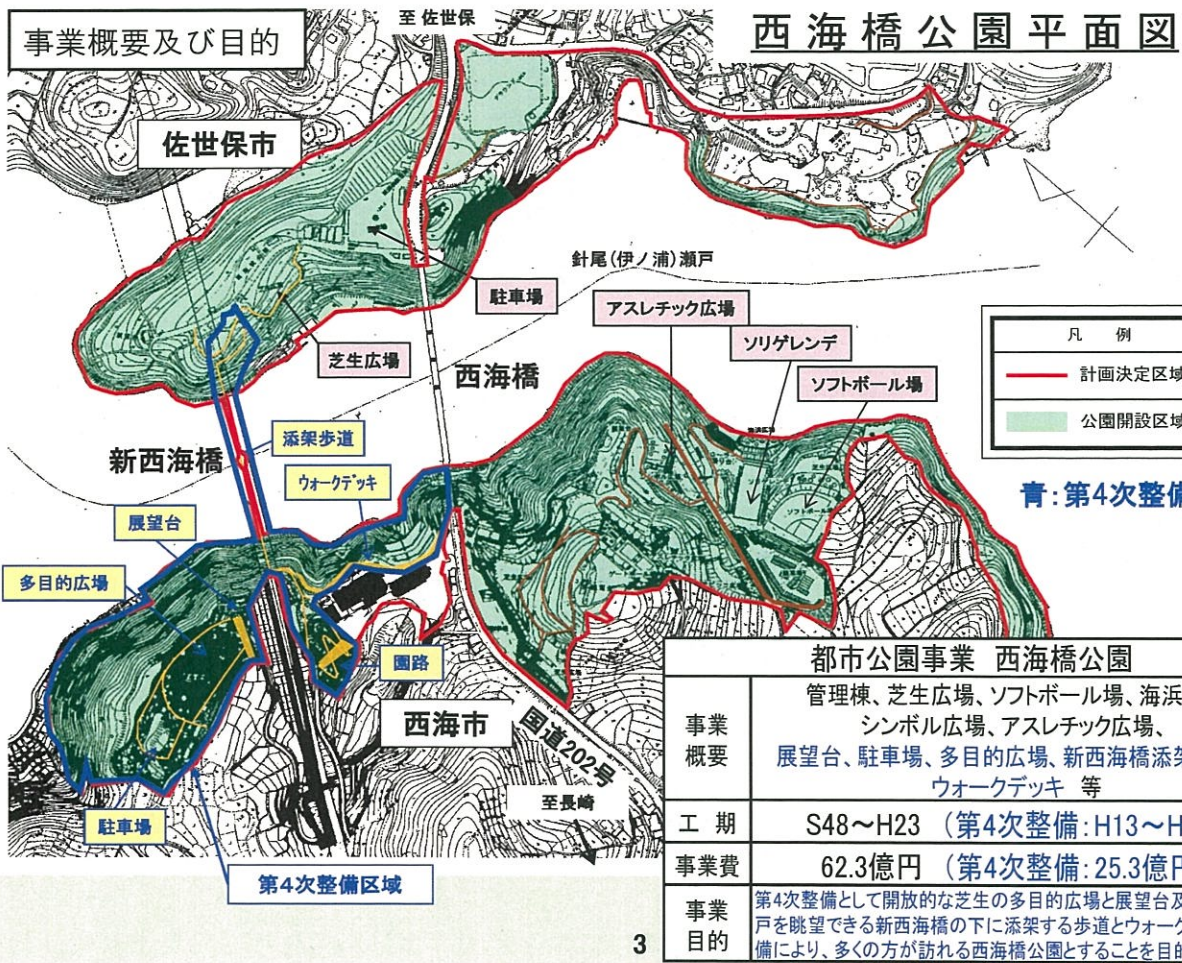 事業概要及び目的
至 佐世保
西海橋公園平面図
佐世保市
針尾(伊ノ浦)瀬戸
駐車場
アスレチック広場
ソリゲレンデ
ソフトボール場
芝生広場
西海橋
凡 例
計画決定区域
公園開設区域
添架歩道
新西海橋
ウォークデッキ
青:第4次整備
展望台
多目的広場
ソフトボール場
園路
西海市
国道202号
至長崎
駐車場
第4次整備区域
都市公園事業 西海橋公園
事業概要
管理棟、芝生広場、ソフトボール場、海浜
シンボル広場、アスレチック広場、
展望台、駐車場、多目的広場、新西海橋添架
ウォークデッキ 等
工 期
S48~H23 (第4次整備:H13~H
事業費
62.3億円 (第4次整備:25.3億円
事業目的
第4次整備として開放的な芝生の多目的広場と展望台及
戸を眺望できる新西海橋の下に添架する歩道とウォーク
備により、多くの方が訪れる西海橋公園とすることを目的
3